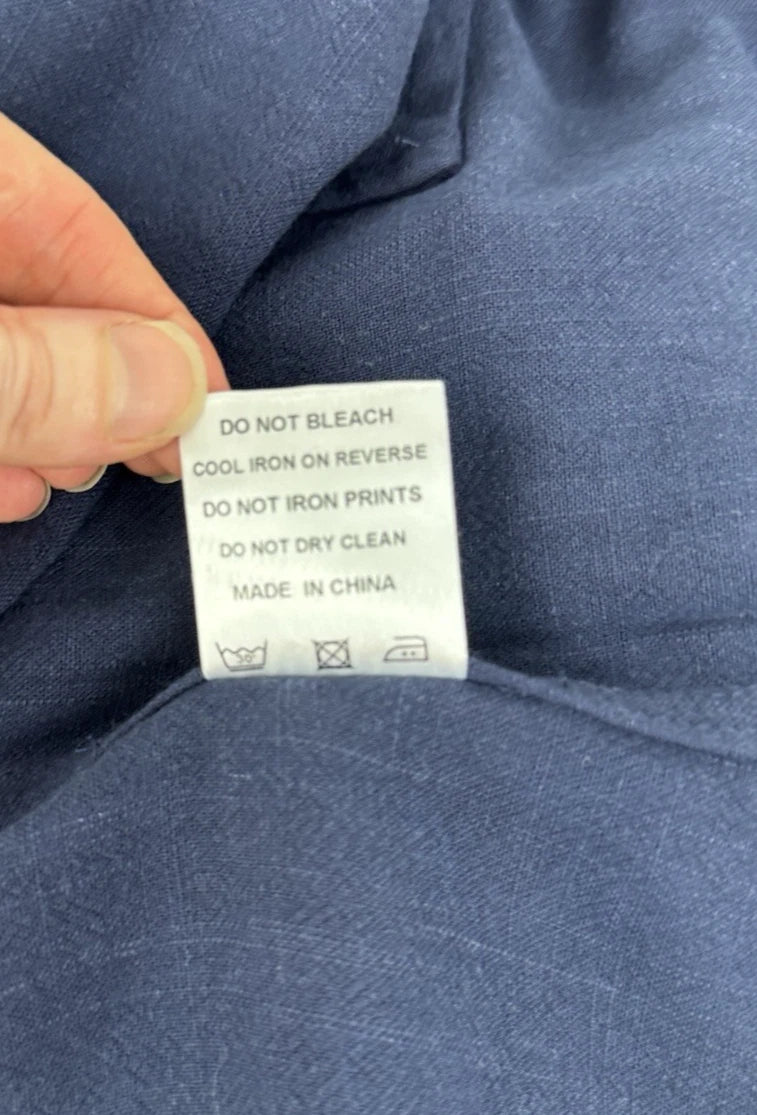 DO NOT BLEACH
COOL IRON ON REVERSE
DO NOT IRON PRINTS
DO NOT DRY CLEAN
MADE IN CHINA
30°